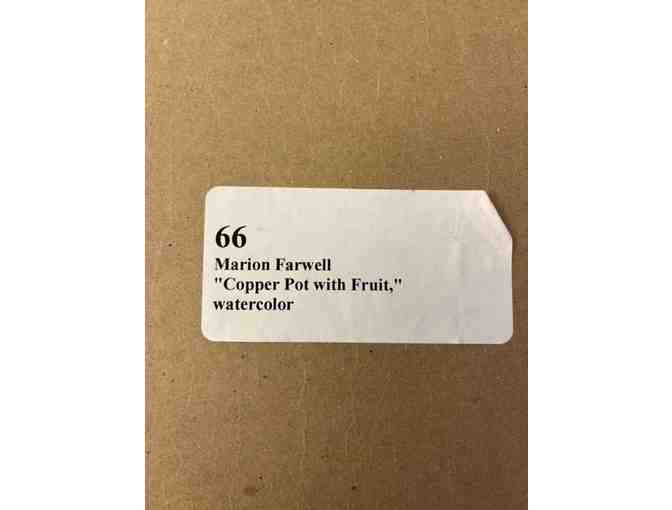 66
Marion Farwell
"Copper Pot with Fruit,"
watercolor